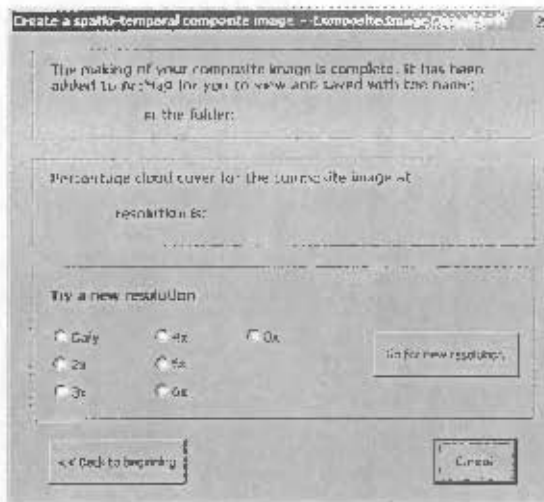 Create a spatio-temporal composite image - Composite Image
The making of your composite image is complete. It has been
added to ArcMap for you to view and saved with the name:
in the folder:
Percentage cloud cover for the composite image at
resolution is:
Try a new resolution
Daily 4x
2x 5x
3x 6x
Go for new resolution
<< Back to beginning Cancel